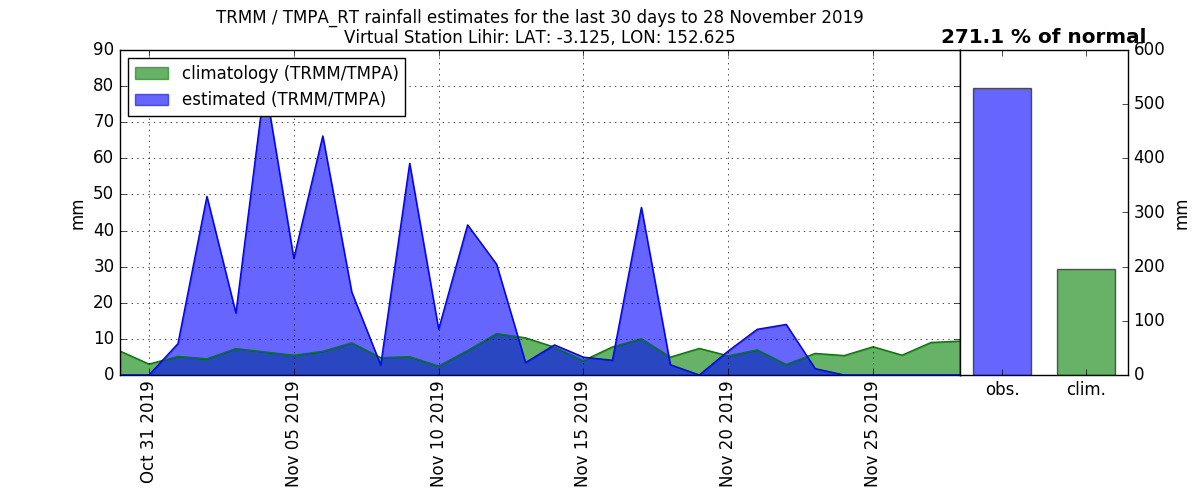 TRMM / TMPA_RT rainfall estimates for the last 30 days to 28 November 2019
Virtual Station Lihir: LAT: -3.125, LON: 152.625
271.1 % of normal
climatology (TRMM/TMPA)
estimated (TRMM/TMPA)
mm
90
80
70
60
50
40
30
20
10
0
Oct 31 2019
Nov 05 2019
Nov 10 2019
Nov 15 2019
Nov 20 2019
Nov 25 2019
obs.
clim.
600
500
400
300
200
100
0
mm